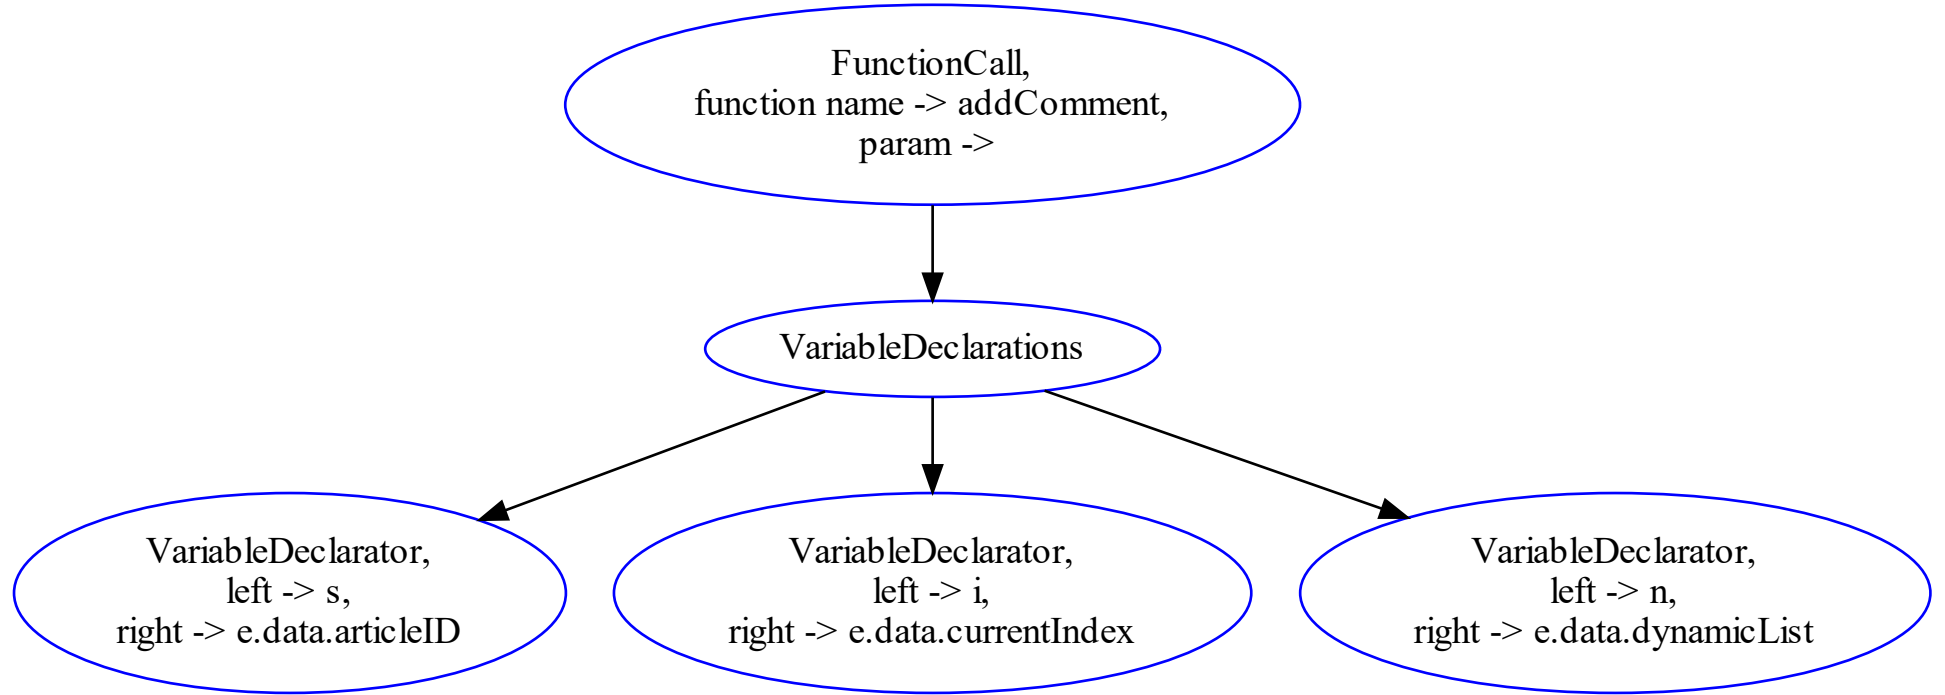 FunctionCall,
function name -> addComment,
param ->
VariableDeclarations
VariableDeclarator,
left -> s,
right -> e.data.articleID
VariableDeclarator,
left -> i,
right -> e.data.currentIndex
VariableDeclarator,
left -> n,
right -> e.data.dynamicList